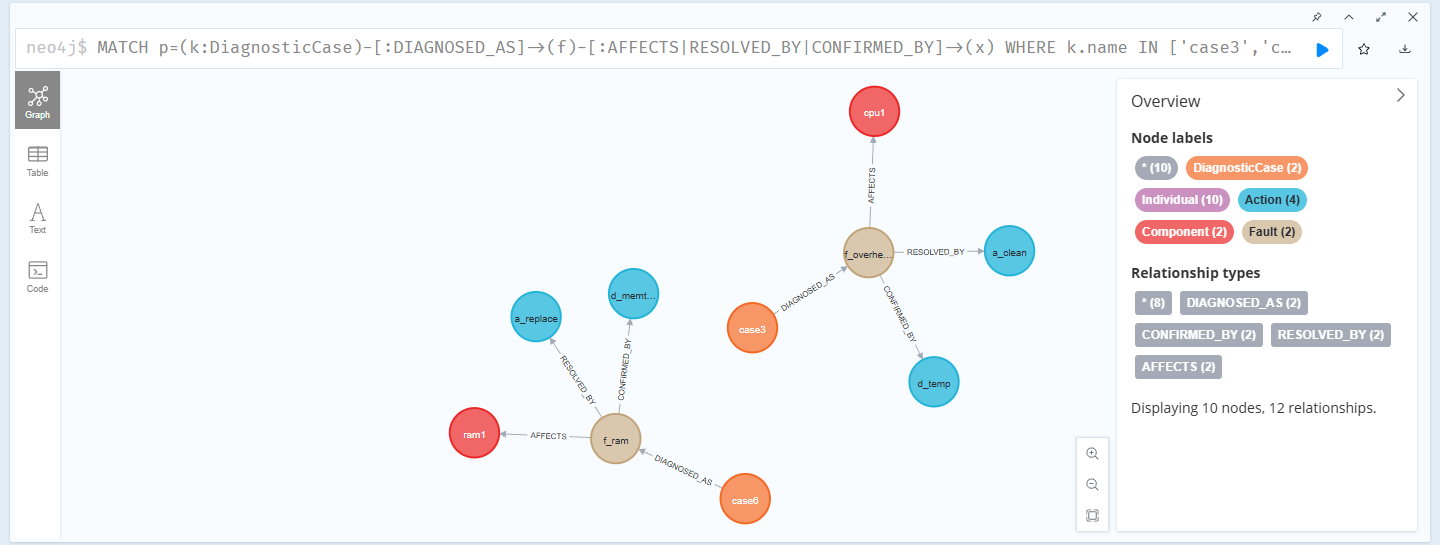 neo4j$ MATCH p=(k:DiagnosticCase)-[:DIAGNOSED_AS]→(f)-[:AFFECTS|RESOLVED_BY|CONFIRMED_BY]→(x) WHERE k.name IN ['case3','c…
Graph
Table
Text
Code
cpu1
AFFECTS
f_overhe…
RESOLVED_BY
a_clean
DIAGNOSED_AS
CONFIRMED_BY
case3
d_temp
d_memt…
a_replace
RESOLVED_BY
CONFIRMED_BY
ram1
AFFECTS
f_ram
DIAGNOSED_AS
case6
Overview
Node labels
* (10) DiagnosticCase (2)
Individual (10) Action (4)
Component (2) Fault (2)
Relationship types
* (8) DIAGNOSED_AS (2)
CONFIRMED_BY (2) RESOLVED_BY (2)
AFFECTS (2)
Displaying 10 nodes, 12 relationships.